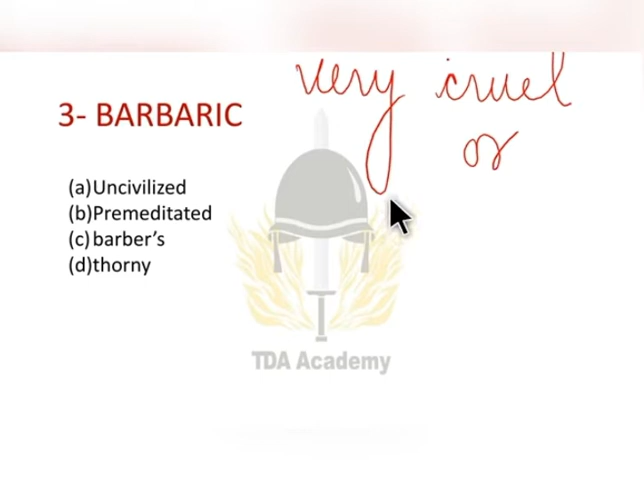 very cruel
3- BARBARIC
or
(a)Uncivilized
(b)Premeditated
(c)barber's
(d)thorny
TDA Academy